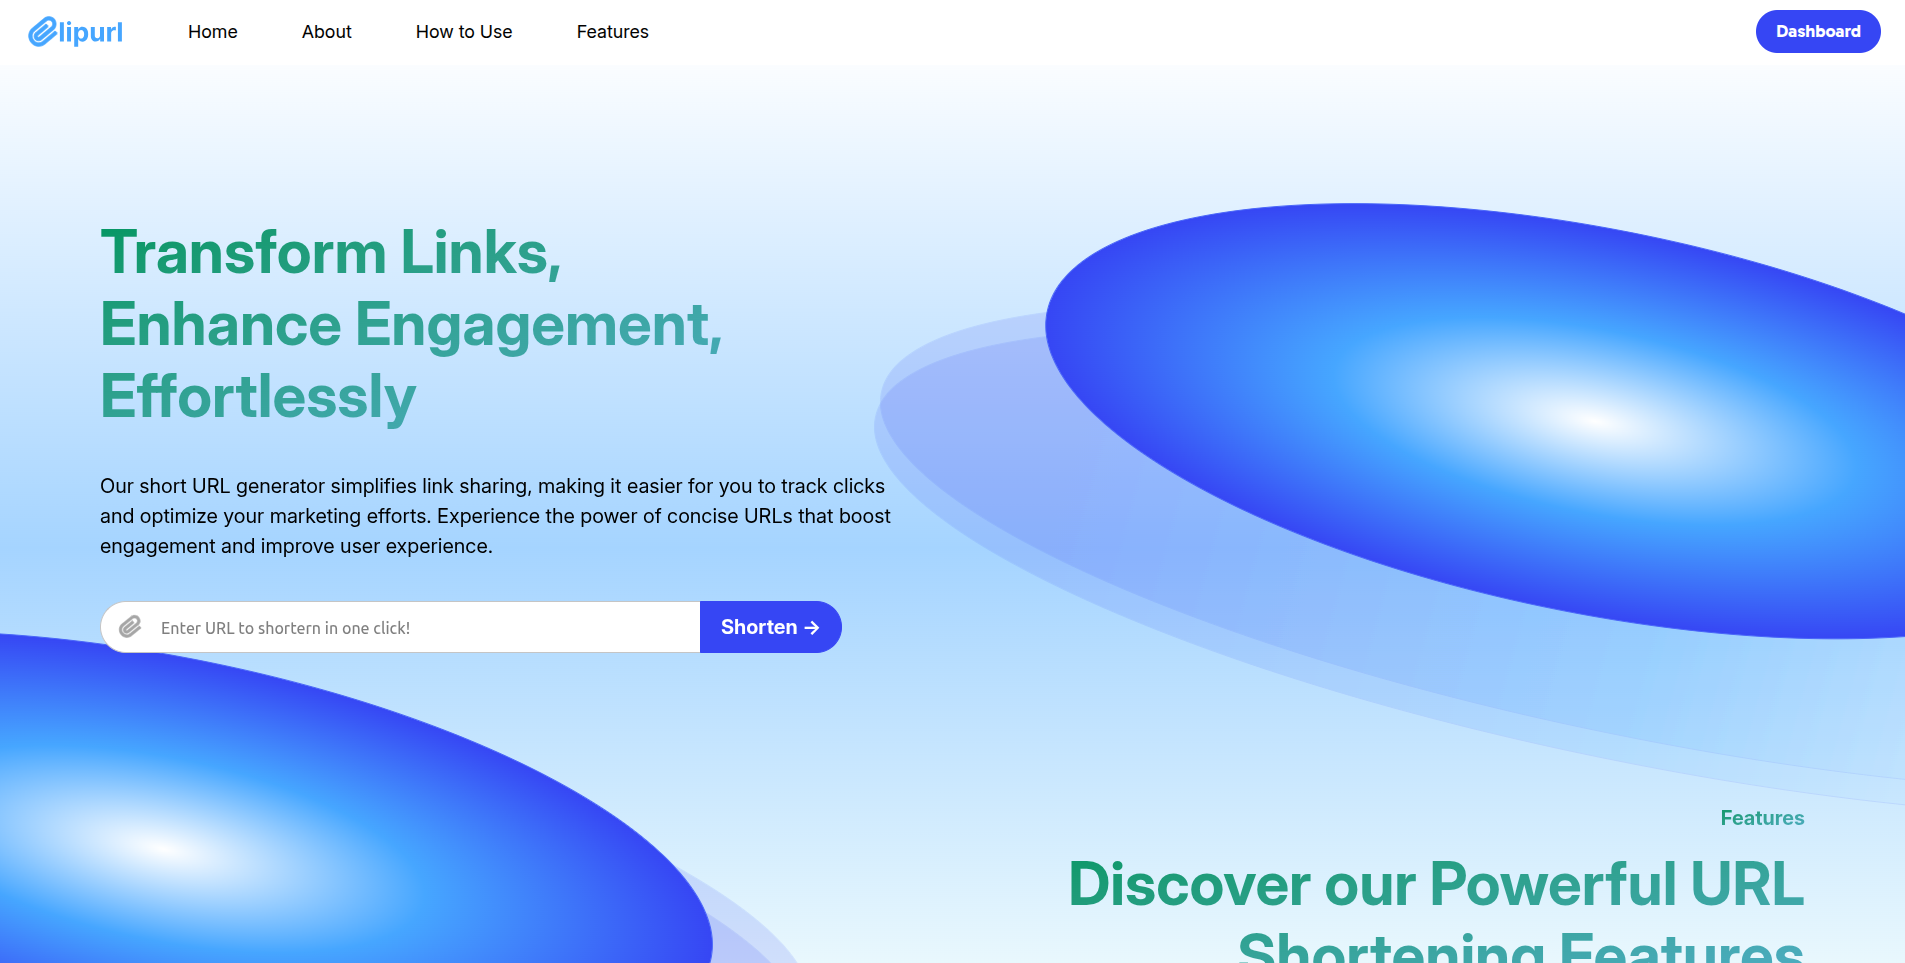 lipurl
Home
About
How to Use
Features
Dashboard
Transform Links,
Enhance Engagement,
Effortlessly
Our short URL generator simplifies link sharing, making it easier for you to track clicks
and optimize your marketing efforts. Experience the power of concise URLs that boost
engagement and improve user experience.
Enter URL to shortern in one click!
Shorten →
Features
Discover our Powerful URL
Shortening Features